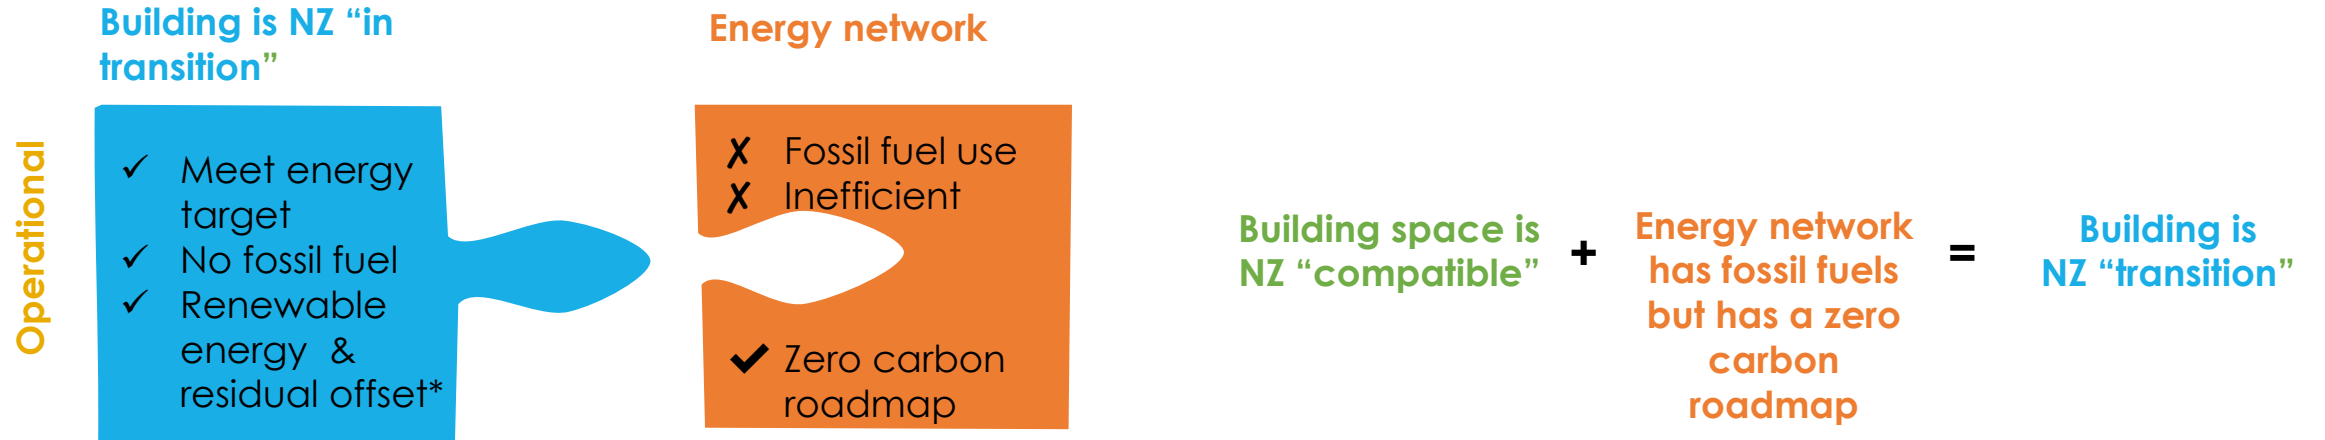 Building is NZ “in
transition”
Energy network
Operational
✓ Meet energy
target
✓ No fossil fuel
✓ Renewable
energy &
residual offset*
✗ Fossil fuel use
✗ Inefficient
✔ Zero carbon
roadmap
Building space is
NZ “compatible”
+
Energy network
has fossil fuels
but has a zero
carbon
roadmap
=
Building is
NZ “transition”